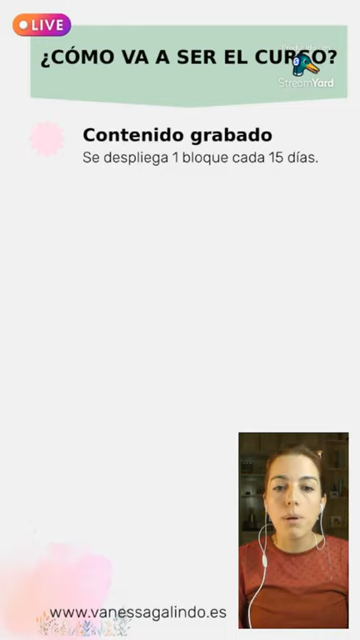 LIVE
¿CÓMO VA A SER EL CURSO?
StreamYard
Contenido grabado
Se despliega 1 bloque cada 15 días.
www.vanessagalindo.es